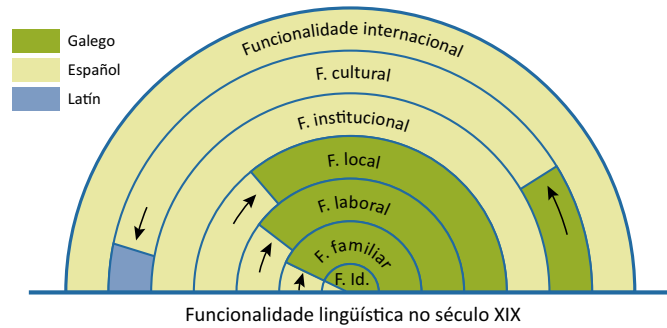 Galego
Español
Latín
Funcionalidade internacional
F. cultural
F. institucional
F. local
F. laboral
F. familiar
F. Id.
Funcionalidade lingüística no século XIX